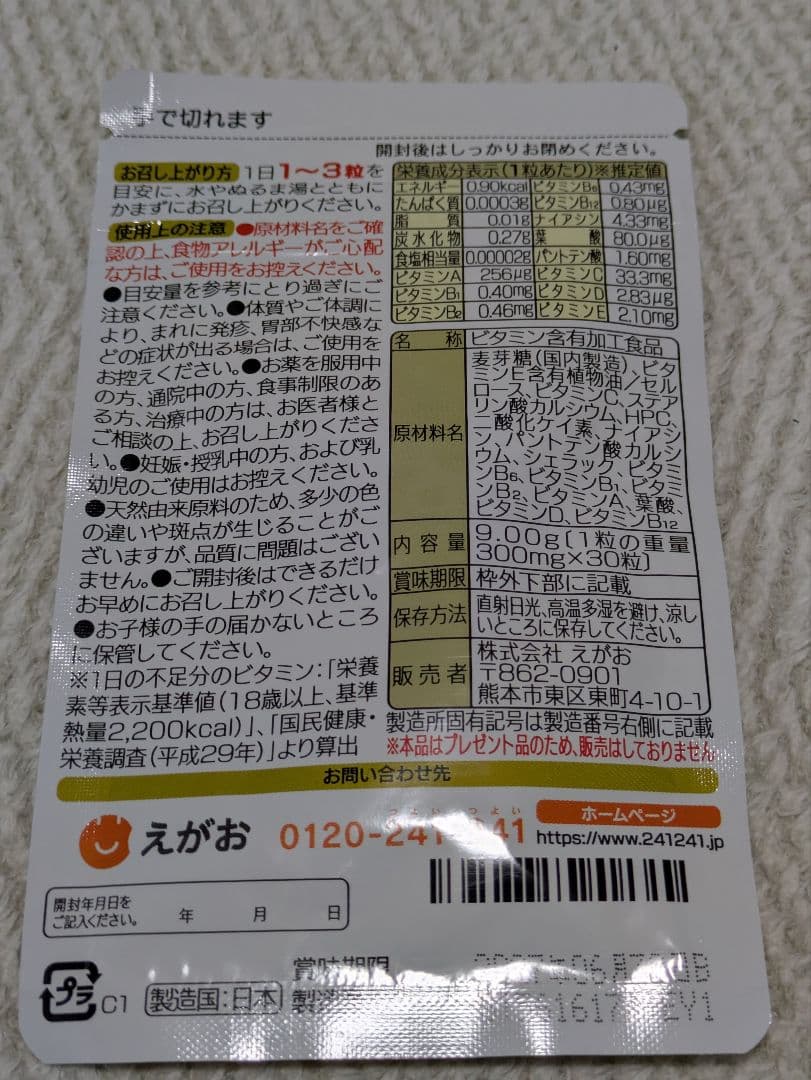 で切れます
開封後はしっかりお閉めください。
お召し上がり方 1日1〜3粒を
目安に、水やぬるま湯とともに
かまずにお召し上がりください。
使用上の注意 ●原材料名をご確
認の上、食物アレルギーがご心配
な方は、ご使用をお控えください。
●目安量を参考にとり過ぎにご
注意ください。●体質やご体調に
より、まれに発疹、胃部不快感な
どの症状が出る場合は、ご使用を
お控えください。●お薬を服用中
の方、通院中の方、食事制限のあ
る方、治療中の方は、お医者様と
ご相談の上、お召し上がりくださ
い。●妊娠・授乳中の方、および乳
幼児のご使用はお控えください。
●天然由来原料のため、多少の色
の違いや斑点が生じることがご
ざいますが、品質に問題はござい
ません。●ご開封後はできるだけ
お早めにお召し上がりください。
●お子様の手の届かないところ
に保管してください。
※1日の不足分のビタミン:「栄養
素等表示基準値(18歳以上、基準
熱量2,200kcal)」、「国民健康・
栄養調査(平成29年)」より算出
栄養成分表示(1粒あたり)※推定値
エネルギー 0.90kcal ビタミンB6 0.43mg
たんぱく質 0.0003g ビタミンB12 0.80μg
脂質 0.01g ナイアシン 4.33mg
炭水化物 0.27g 葉酸 80.0μg
食塩相当量 0.00002g パントテン酸 1.60mg
ビタミンA 256μg ビタミンC 33.3mg
ビタミンB1 0.40mg ビタミンD 2.83μg
ビタミンB2 0.46mg ビタミンE 2.10mg
名称 ビタミン含有加工食品
原材料名
麦芽糖(国内製造)、ビタ
ミンE含有植物油/セル
ロース、ビタミンC、ステア
リン酸カルシウム、HPC、
二酸化ケイ素、ナイアシ
ン、パントテン酸カルシ
ウム、シェラック、ビタミ
ンB6、ビタミンB1、ビタミ
ンB2、ビタミンA、葉酸、
ビタミンD、ビタミンB12
内容量 9.00g〔1粒の重量
300mg×30粒〕
賞味期限 枠外下部に記載
保存方法 直射日光、高温多湿を避け、涼し
いところに保存してください。
販売者 株式会社 えがお
〒862-0901
熊本市東区東町4-10-1
製造所固有記号は製造番号右側に記載
※本品はプレゼント品のため、販売はしておりません
お問い合わせ先
えがお
0120-241-241
ホームページ
https://www.241241.jp
開封年月日を
ご記入ください。 年 月 日
プラ C1 製造国:日本
賞味期限